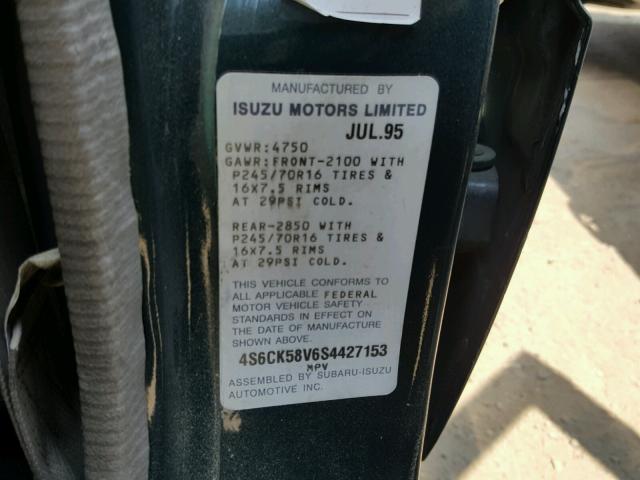 MANUFACTURED BY
ISUZU MOTORS LIMITED
JUL.95
GVWR:4750
GAWR:FRONT-2100 WITH
P245/70R16 TIRES &
16X7.5 RIMS
AT 29PSI COLD.
REAR-2850 WITH
P245/70R16 TIRES &
16X7.5 RIMS
AT 29PSI COLD.
THIS VEHICLE CONFORMS TO
ALL APPLICABLE FEDERAL
MOTOR VEHICLE SAFETY
STANDARDS IN EFFECT ON
THE DATE OF MANUFACTURE
SHOWN ABOVE.
4S6CK58V6S4427153
MPV
ASSEMBLED BY SUBARU-ISUZU
AUTOMOTIVE INC.